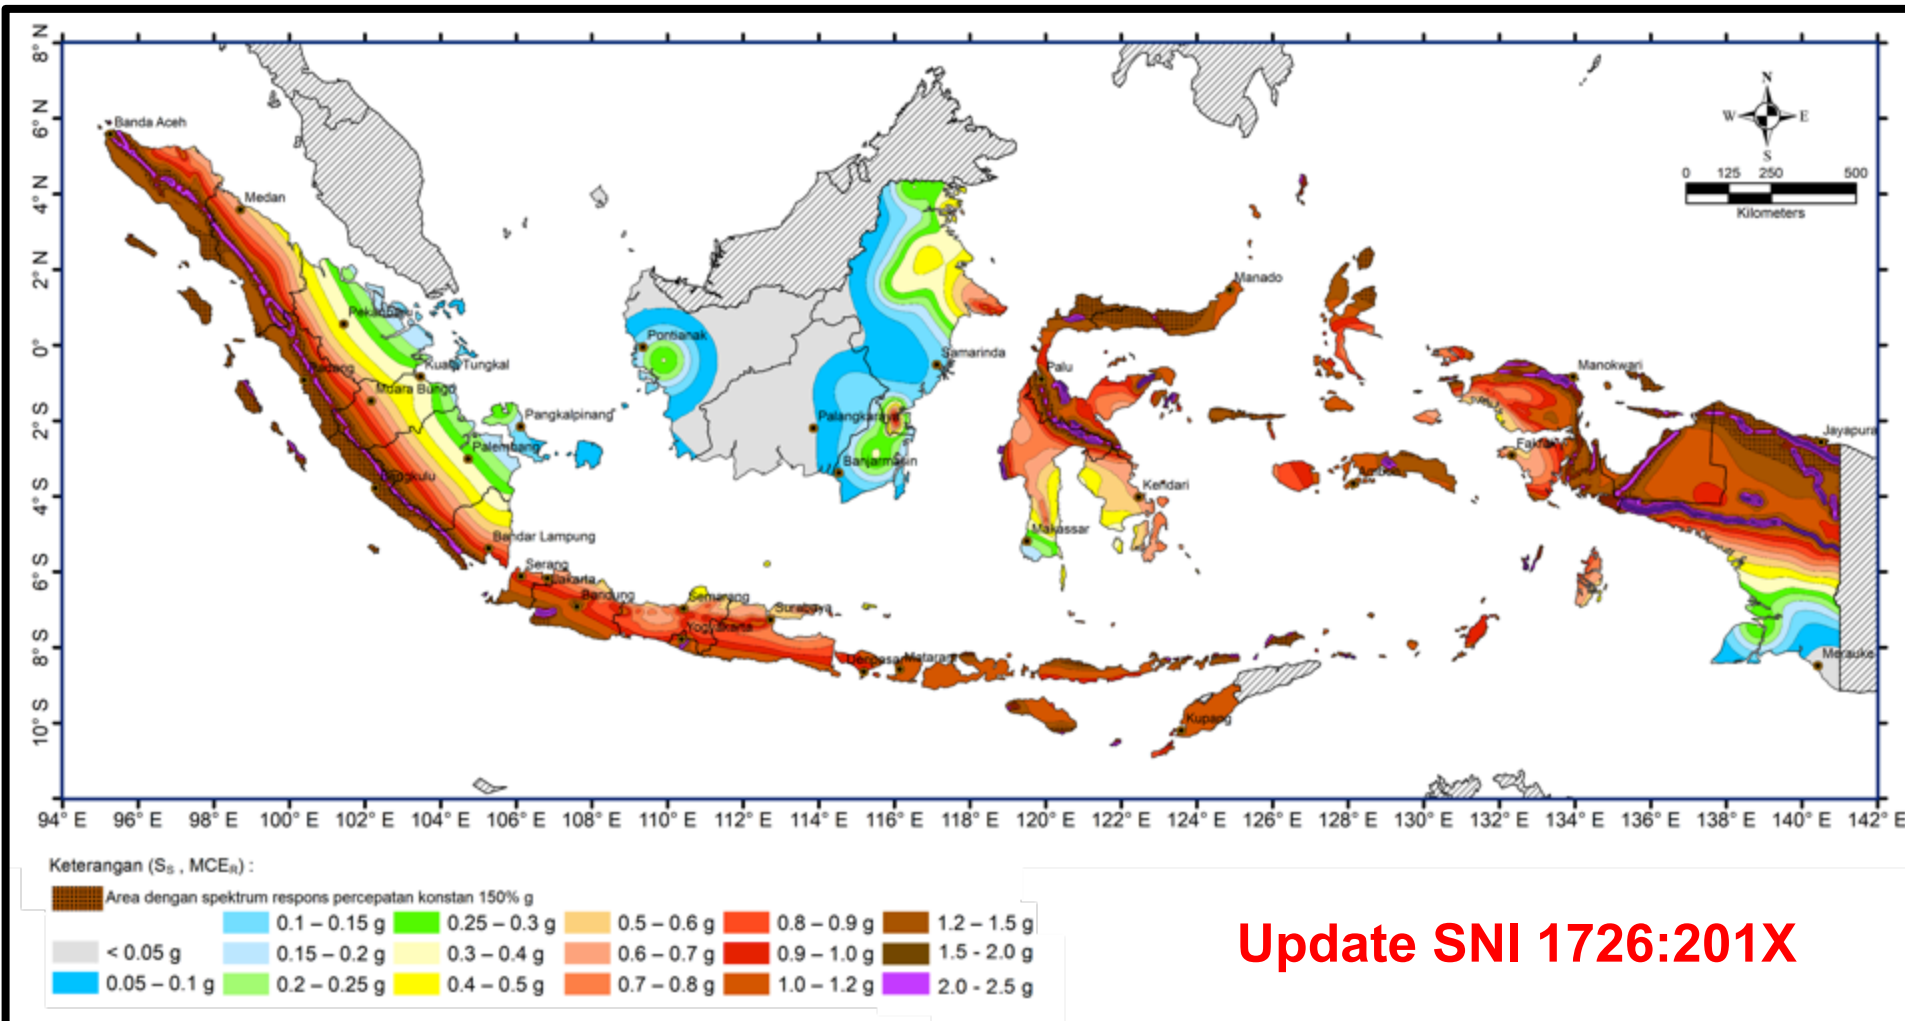 8° N
6° N
4° N
2° N
0°
2° S
4° S
6° S
8° S
10° S
N
W E
S
0 125 250 500
Kilometers
Banda Aceh
Medan
Pekanbaru
Padang
Kuala Tungkal
Muara Bungo
Pangkalpinang
Palembang
Bengkulu
Bandar Lampung
Serang
Jakarta
Bandung
Semarang
Yogyakarta
Surabaya
Denpasar
Mataram
Kupang
Pontianak
Palangkaraya
Banjarmasin
Samarinda
Manado
Palu
Kendari
Makassar
Ambon
Manokwari
Fakfak
Jayapura
Merauke
94° E 96° E 98° E 100° E 102° E 104° E 106° E 108° E 110° E 112° E 114° E 116° E 118° E 120° E 122° E 124° E 126° E 128° E 130° E 132° E 134° E 136° E 138° E 140° E 142° E
Keterangan (SS , MCER) :
Area dengan spektrum respons percepatan konstan 150% g
0.1 – 0.15 g 0.25 – 0.3 g 0.5 – 0.6 g 0.8 – 0.9 g 1.2 – 1.5 g
< 0.05 g 0.15 – 0.2 g 0.3 – 0.4 g 0.6 – 0.7 g 0.9 – 1.0 g 1.5 - 2.0 g
0.05 – 0.1 g 0.2 – 0.25 g 0.4 – 0.5 g 0.7 – 0.8 g 1.0 – 1.2 g 2.0 - 2.5 g
Update SNI 1726:201X